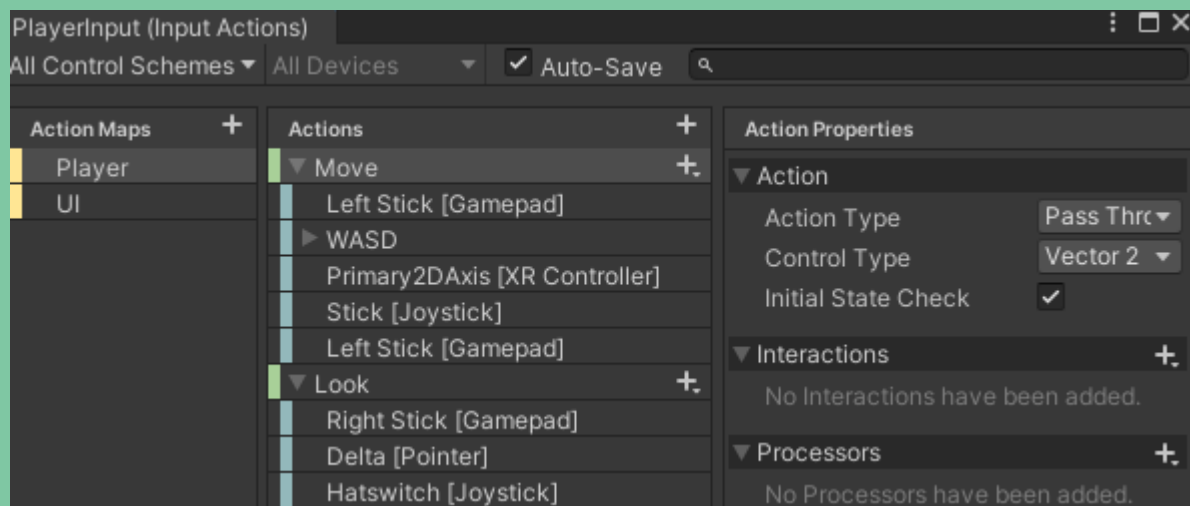 PlayerInput (Input Actions)
All Control Schemes All Devices Auto-Save
Action Maps
Player
UI
Actions
Move
Left Stick [Gamepad]
WASD
Primary2DAxis [XR Controller]
Stick [Joystick]
Left Stick [Gamepad]
Look
Right Stick [Gamepad]
Delta [Pointer]
Hatswitch [Joystick]
Action Properties
Action
Action Type Pass Thrc
Control Type Vector 2
Initial State Check
Interactions
No Interactions have been added.
Processors
No Processors have been added.